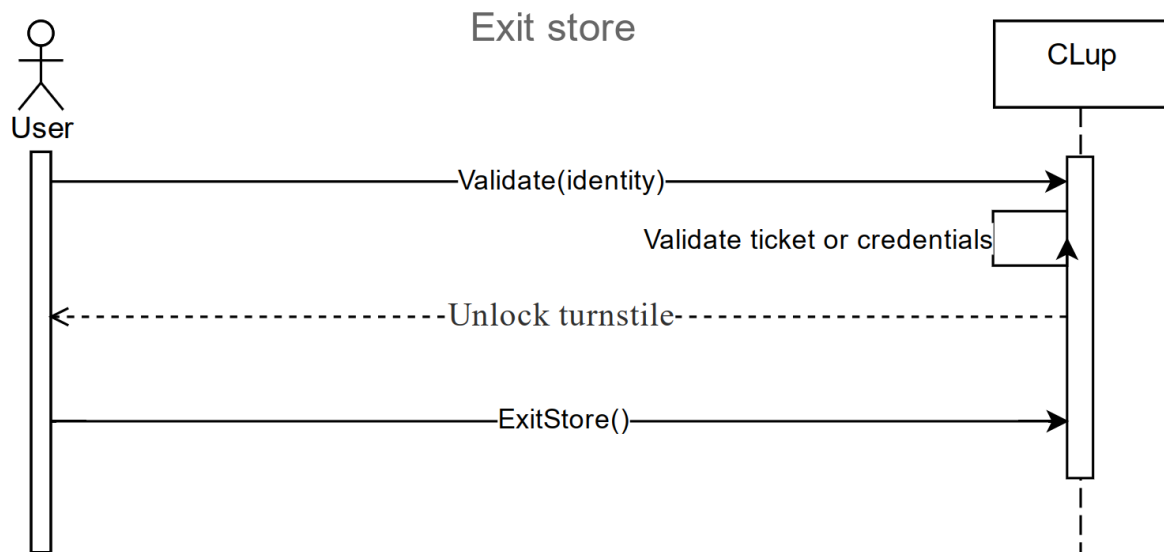 Exit store
CLup
User
Validate(identity)
Validate ticket or credentials
Unlock turnstile
ExitStore()